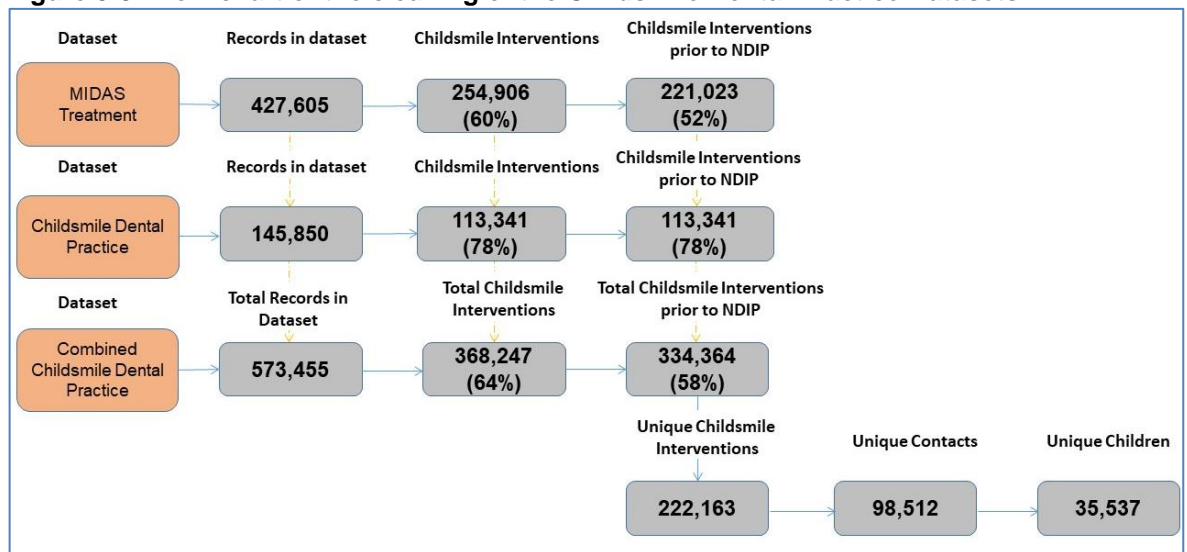 Dataset
Records in dataset
Childsmile Interventions
Childsmile Interventions
prior to NDIP
MIDAS
Treatment
427,605
254,906
(60%)
221,023
(52%)
Dataset
Records in dataset
Childsmile Interventions
Childsmile Interventions
prior to NDIP
Childsmile Dental
Practice
145,850
113,341
(78%)
113,341
(78%)
Dataset
Total Records in
Dataset
Total Childsmile
Interventions
Total Childsmile Interventions
prior to NDIP
Combined
Childsmile Dental
Practice
573,455
368,247
(64%)
334,364
(58%)
Unique Childsmile
Interventions
Unique Contacts
Unique Children
222,163
98,512
35,537